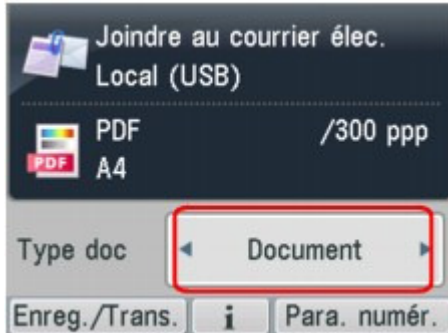 Joindre au courrier élec.
Local (USB)
PDF /300 ppp
PDF A4
Type doc Document
Enreg./Trans. i Para. numér.